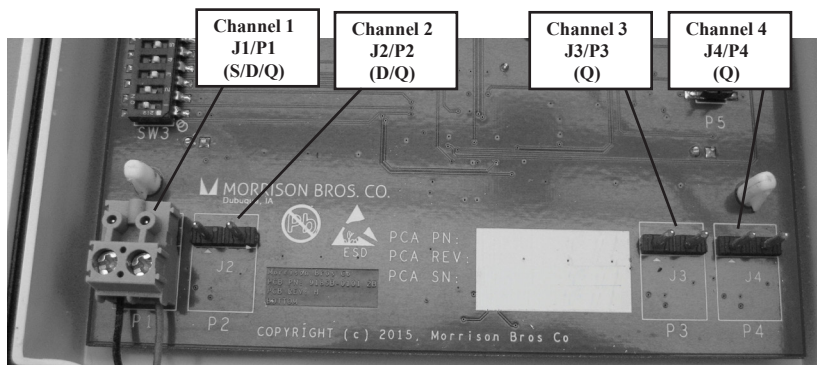 Channel 1
J1/P1
(S/D/Q)
Channel 2
J2/P2
(D/Q)
Channel 3
J3/P3
(Q)
Channel 4
J4/P4
(Q)
SW3
P5
MORRISON BROS. CO.
Dubuque, IA
Pb
ESD
PCA PN:
PCA REV:
PCA SN:
J2
J3
J4
P1
P2
P3
P4
COPYRIGHT (c) 2015, Morrison Bros Co